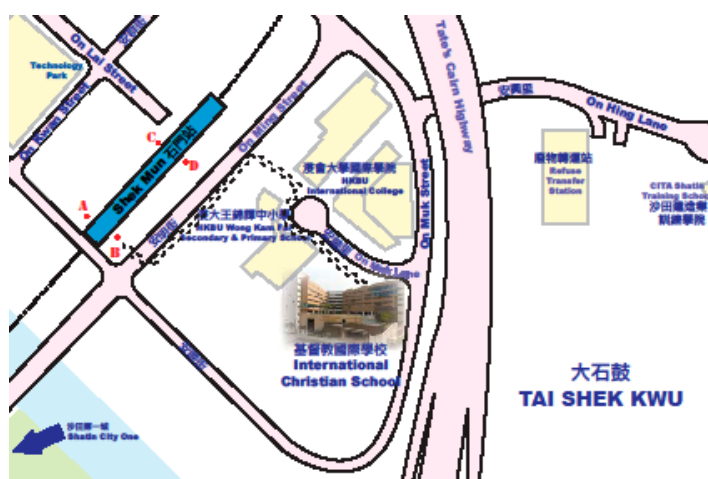 On Lai Street
Technology
Park
On Kwan Street
C
D
Shek Mun 石門站
A
B
On Ming Street
Tate's Cairn Highway
安興里
On Hing Lane
浸會大學國際學院
HKBU
International College
廢物轉運站
Refuse
Transfer
Station
CITA Shatin
Training School
訓練學院
HKBU Wong Kam Fai
Secondary & Primary School
On Muk Street
On Muk Lane
基督教國際學校
International
Christian School
大石鼓
TAI SHEK KWU
沙田第一城
Shatin City One